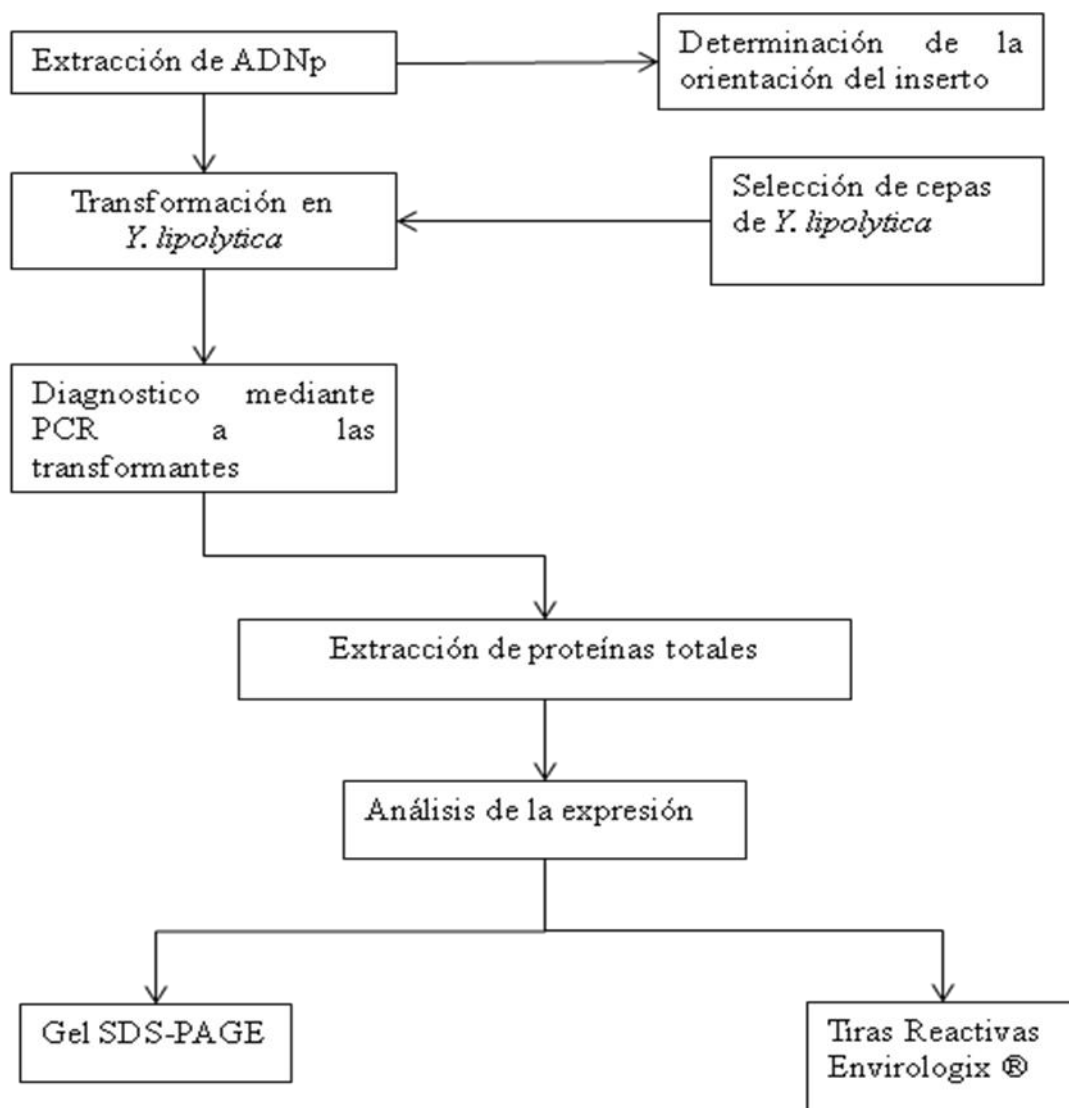 Extracción de ADNp
Determinación de la
orientación del inserto
Transformación en
Y. lipolytica
Selección de cepas
de Y. lipolytica
Diagnostico mediante
PCR a las
transformantes
Extracción de proteínas totales
Análisis de la expresión
Gel SDS-PAGE
Tiras Reactivas
Envirologix ®